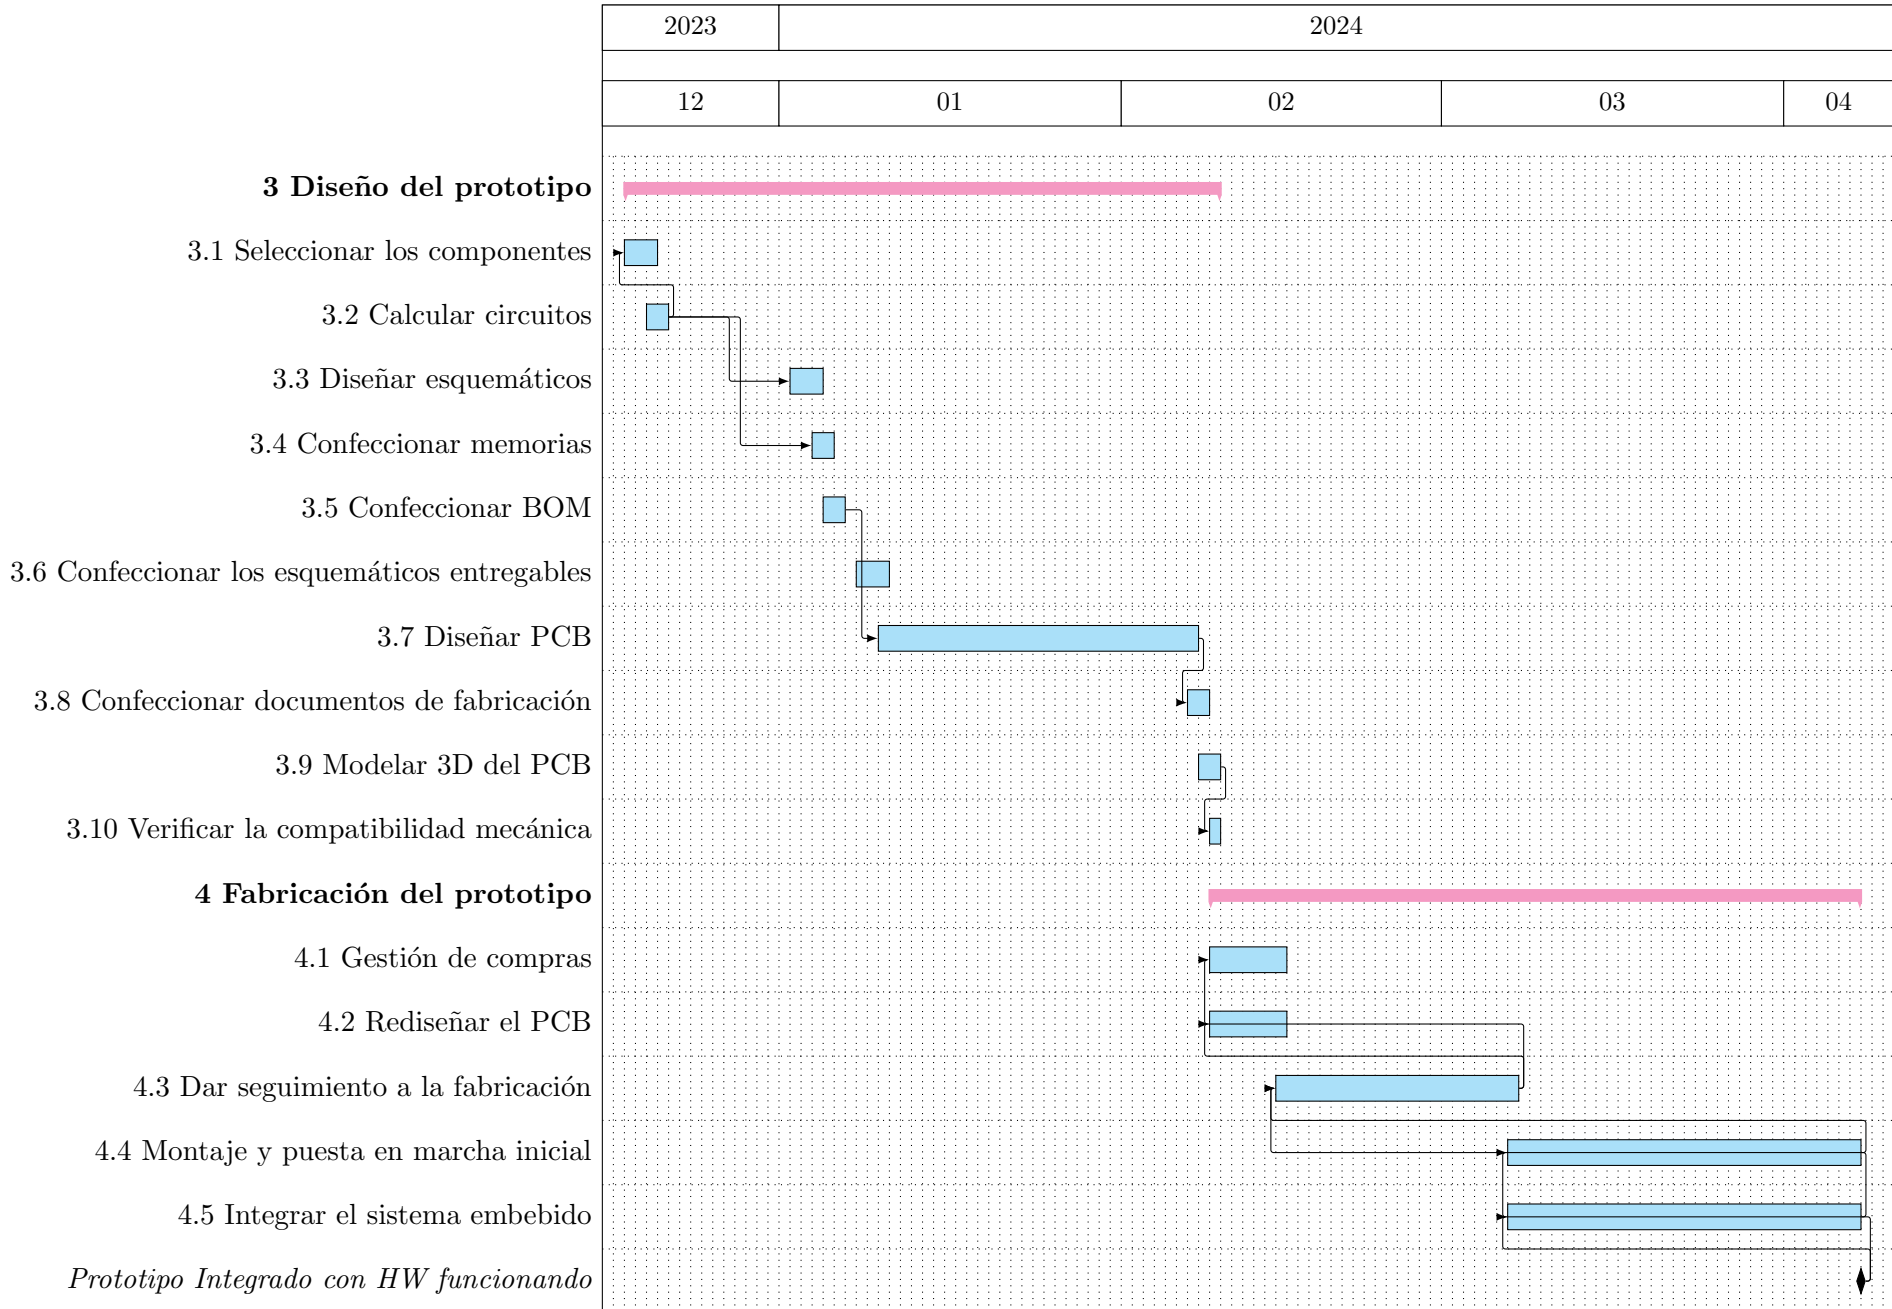 2023 2024
12 01 02 03 04
3 Diseño del prototipo
3.1 Seleccionar los componentes
3.2 Calcular circuitos
3.3 Diseñar esquemáticos
3.4 Confeccionar memorias
3.5 Confeccionar BOM
3.6 Confeccionar los esquemáticos entregables
3.7 Diseñar PCB
3.8 Confeccionar documentos de fabricación
3.9 Modelar 3D del PCB
3.10 Verificar la compatibilidad mecánica
4 Fabricación del prototipo
4.1 Gestión de compras
4.2 Rediseñar el PCB
4.3 Dar seguimiento a la fabricación
4.4 Montaje y puesta en marcha inicial
4.5 Integrar el sistema embebido
Prototipo Integrado con HW funcionando